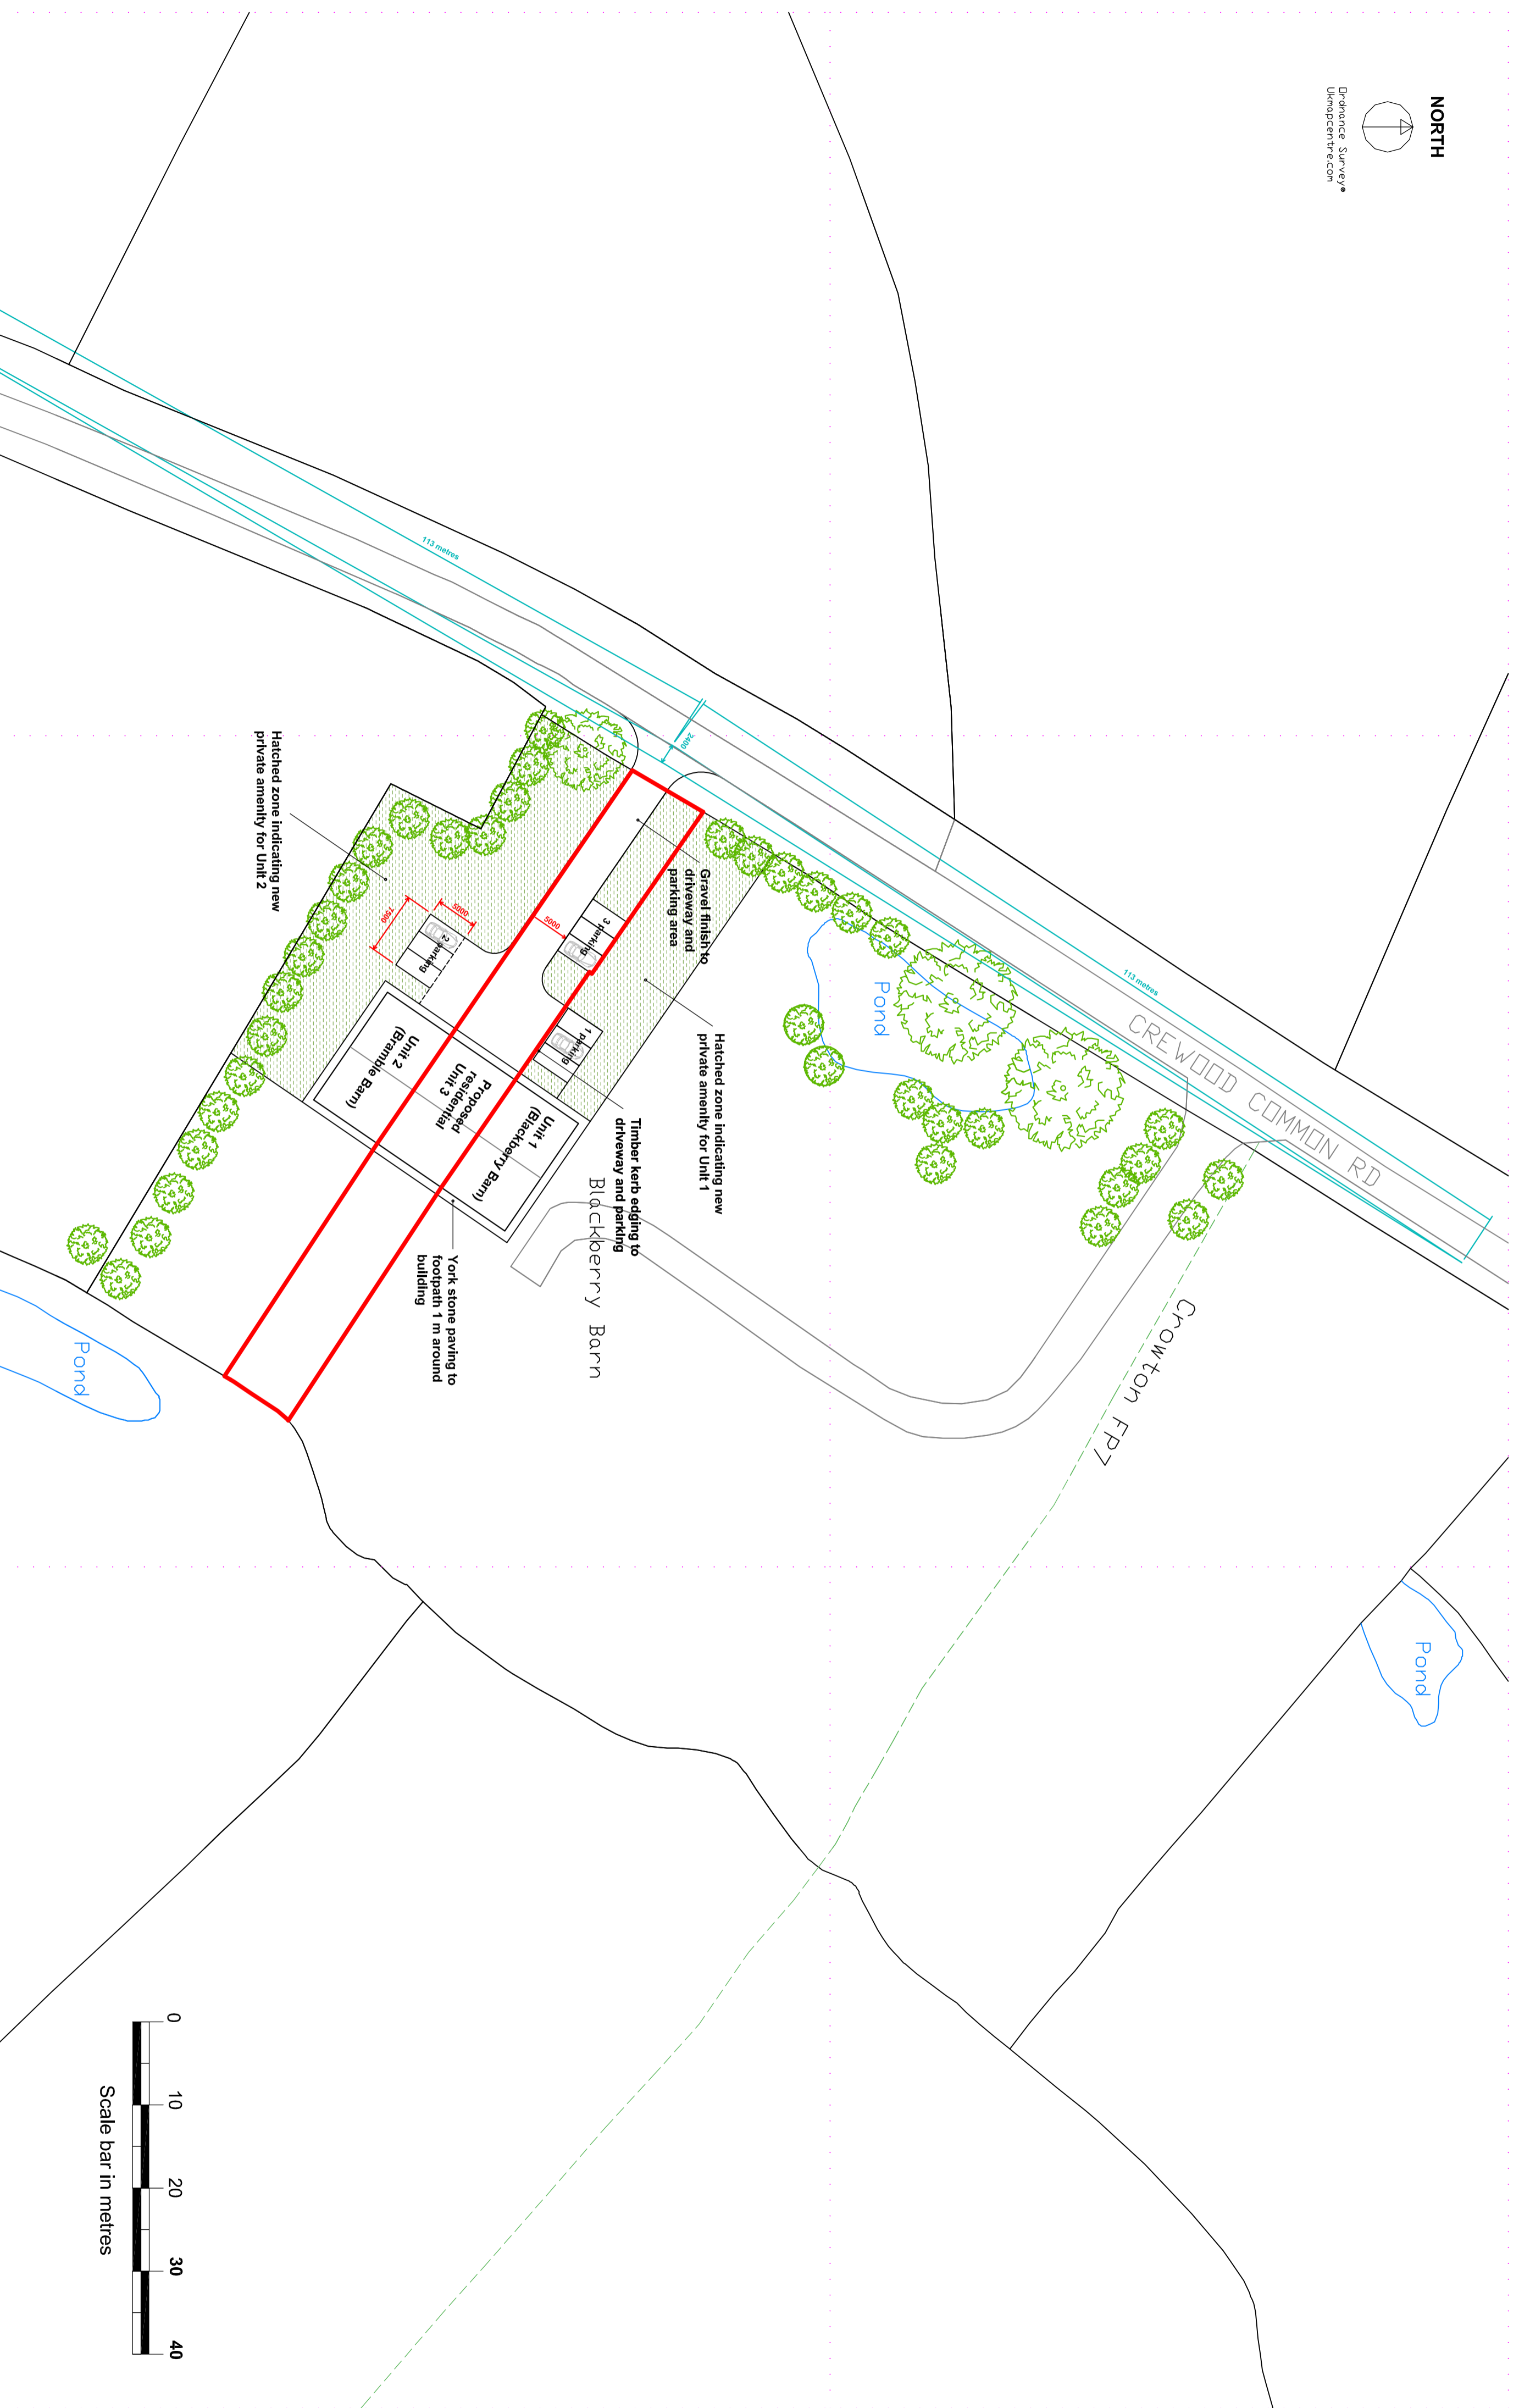 NORTH
Ordnance Survey®
Ukmapcentre.com
CREWOOD COMMON RD
113 metres
113 metres
2400
Pond
Crowton FP7
Pond
Gravel finish to
driveway and
parking area
Hatched zone indicating new
private amenity for Unit 1
Timber kerb edging to
driveway and parking
Blackberry Barn
Hatched zone indicating new
private amenity for Unit 2
3 parking
5000
5000
7500
2 parking
1 parking
Unit 1
(Blackberry Barn)
Proposed
residential
Unit 3
Unit 2
(Bramble Barn)
York stone paving to
footpath 1 m around
building
Pond
0
10
20
30
40
Scale bar in metres